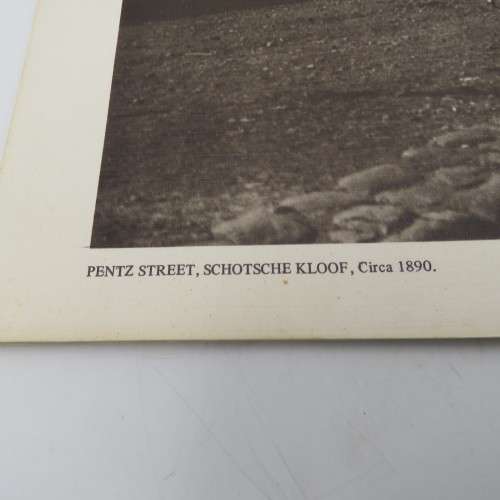 PENTZ STREET, SCHOTSCHE KLOOF, Circa 1890.